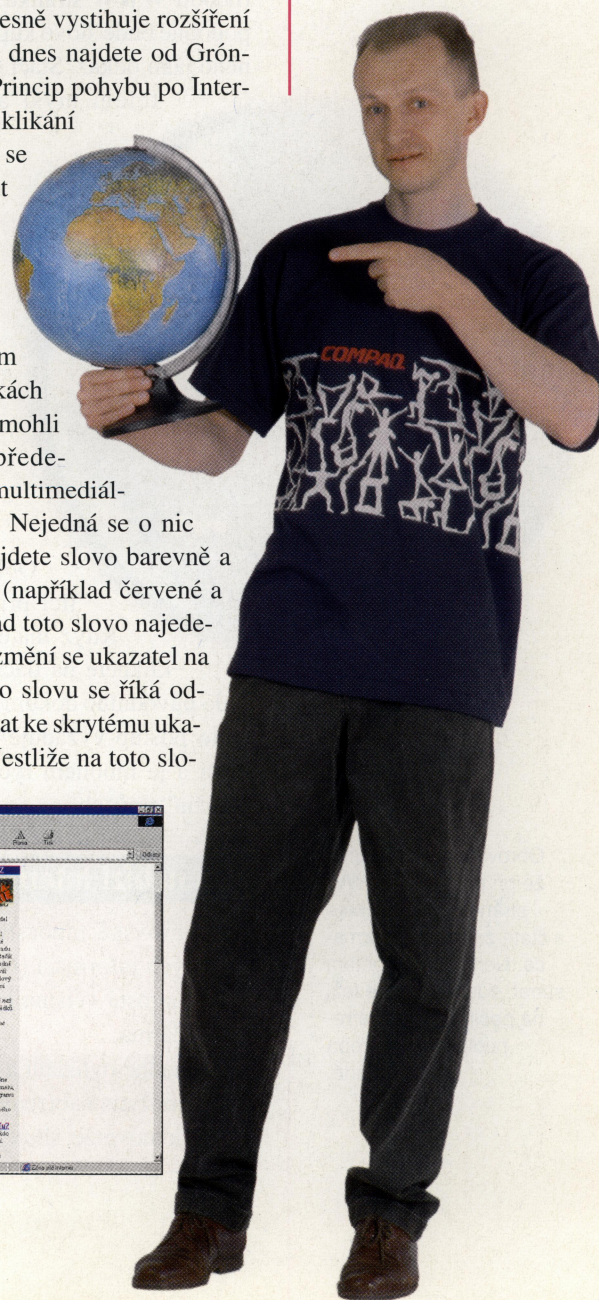 esně vystihuje rozšíření
dnes najdete od Grón-
Princip pohybu po Inter-
klikání
se
t
m
kách
mohli
přede-
multimediál-
Nejedná se o nic
jdete slovo barevně a
(například červené a
ad toto slovo najede-
změní se ukazatel na
o slovu se říká od-
at ke skrytému uka-
Jestliže na toto slo-
COMPAQ